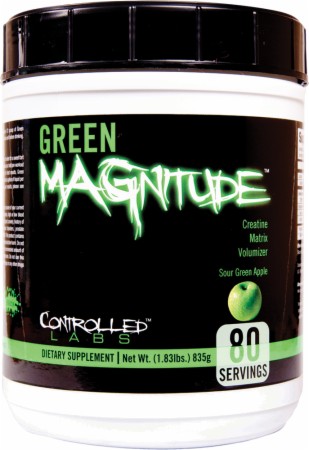 GREEN
MAGNITUDE™
Creatine
Matrix
Volumizer
Sour Green Apple
CONTROLLED™
LABS
80
SERVINGS
DIETARY SUPPLEMENT | Net Wt. (1.83lbs.) 835g